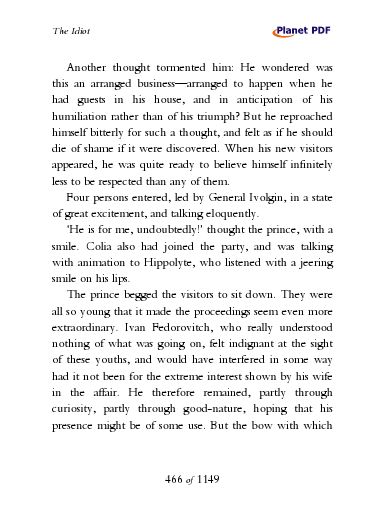 The Idiot
Planet PDF
Another thought tormented him: He wondered was
this an arranged business—arranged to happen when he
had guests in his house, and in anticipation of his
humiliation rather than of his triumph? But he reproached
himself bitterly for such a thought, and felt as if he should
die of shame if it were discovered. When his new visitors
appeared, he was quite ready to believe himself infinitely
less to be respected than any of them.
Four persons entered, led by General Ivolgin, in a state
of great excitement, and talking eloquently.
‘He is for me, undoubtedly!’ thought the prince, with a
smile. Colia also had joined the party, and was talking
with animation to Hippolyte, who listened with a jeering
smile on his lips.
The prince begged the visitors to sit down. They were
all so young that it made the proceedings seem even more
extraordinary. Ivan Fedorovitch, who really understood
nothing of what was going on, felt indignant at the sight
of these youths, and would have interfered in some way
had it not been for the extreme interest shown by his wife
in the affair. He therefore remained, partly through
curiosity, partly through good-nature, hoping that his
presence might be of some use. But the bow with which
466 of 1149